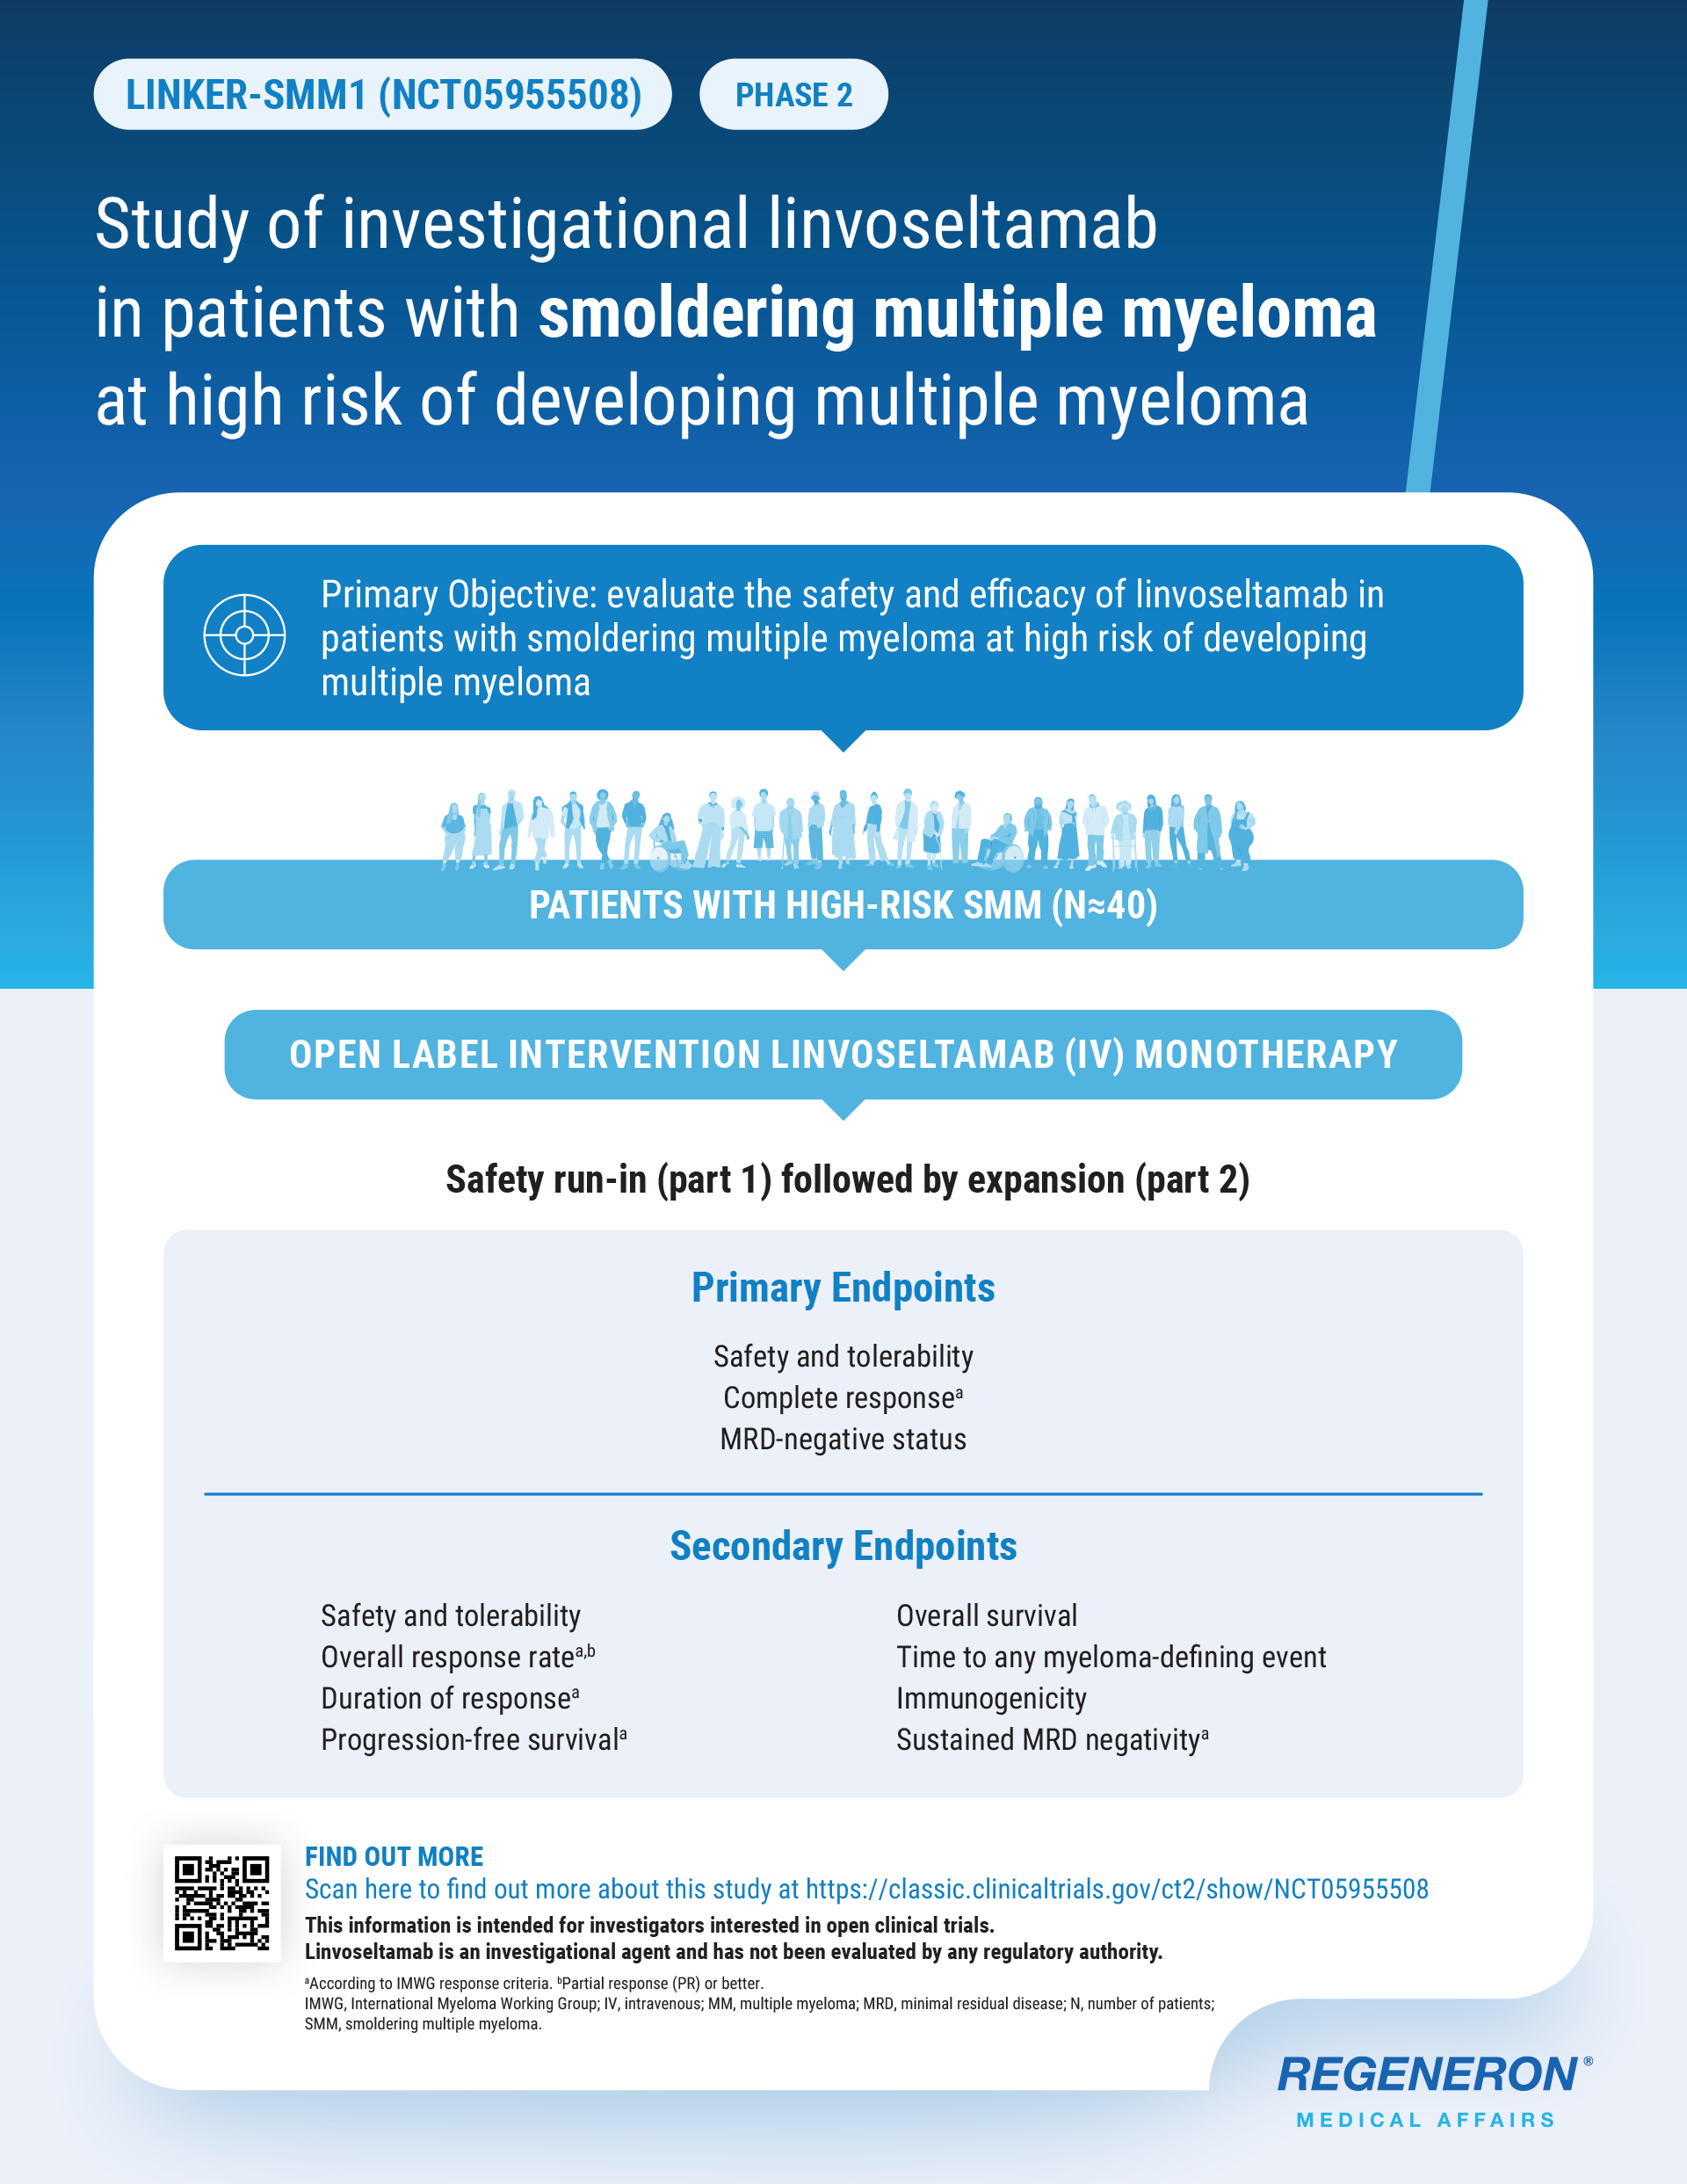 LINKER-SMM1 (NCT05955508)
PHASE 2
Study of investigational linvoseltamab
in patients with smoldering multiple myeloma
at high risk of developing multiple myeloma
Primary Objective: evaluate the safety and efficacy of linvoseltamab in
patients with smoldering multiple myeloma at high risk of developing
multiple myeloma
PATIENTS WITH HIGH-RISK SMM (N≈40)
OPEN LABEL INTERVENTION LINVOSELTAMAB (IV) MONOTHERAPY
Safety run-in (part 1) followed by expansion (part 2)
Primary Endpoints
Safety and tolerability
Complete responseᵃ
MRD-negative status
Secondary Endpoints
Safety and tolerability
Overall response rateᵃ,ᵇ
Duration of responseᵃ
Progression-free survivalᵃ
Overall survival
Time to any myeloma-defining event
Immunogenicity
Sustained MRD negativityᵃ
FIND OUT MORE
Scan here to find out more about this study at https://classic.clinicaltrials.gov/ct2/show/NCT05955508
This information is intended for investigators interested in open clinical trials.
Linvoseltamab is an investigational agent and has not been evaluated by any regulatory authority.
ᵃAccording to IMWG response criteria. ᵇPartial response (PR) or better.
IMWG, International Myeloma Working Group; IV, intravenous; MM, multiple myeloma; MRD, minimal residual disease; N, number of patients;
SMM, smoldering multiple myeloma.
REGENERON®
MEDICAL AFFAIRS